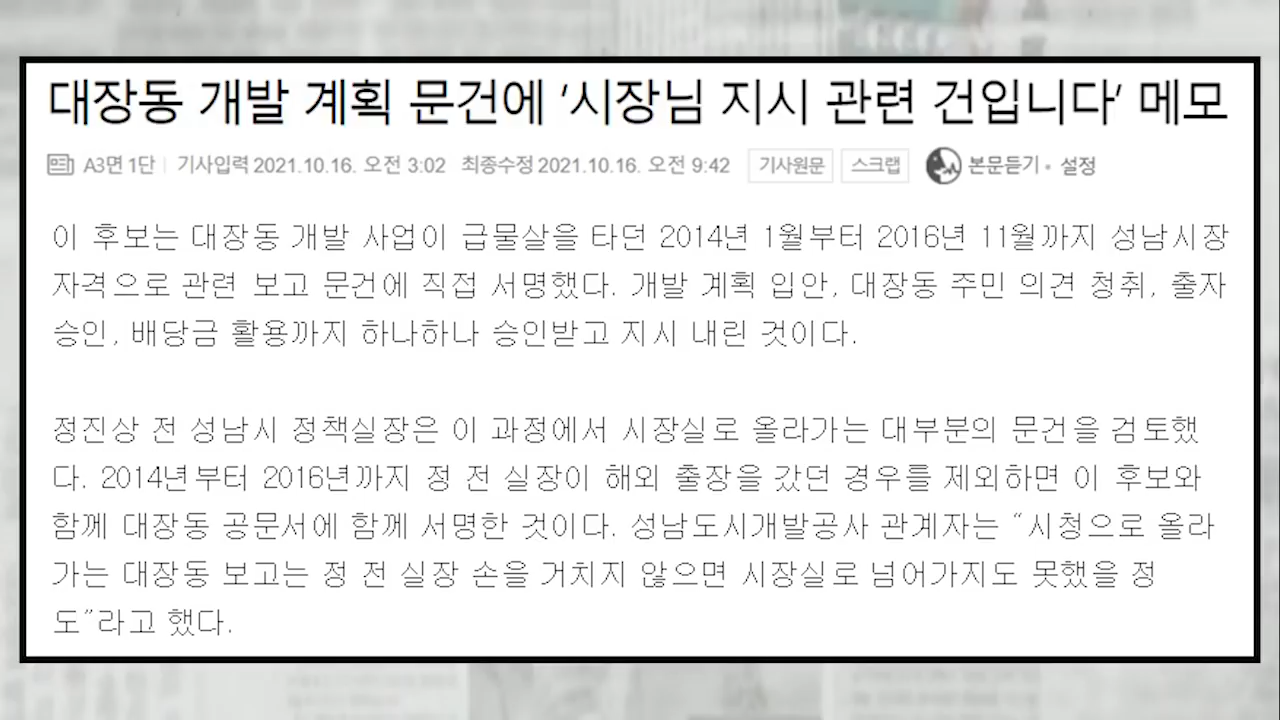 대장동 개발 계획 문건에 ‘시장님 지시 관련 건입니다’ 메모
A3면 1단 기사입력 2021.10.16. 오전 3:02 최종수정 2021.10.16. 오전 9:42 기사원문 스크랩 본문듣기 · 설정
이 후보는 대장동 개발 사업이 급물살을 타던 2014년 1월부터 2016년 11월까지 성남시장
자격으로 관련 보고 문건에 직접 서명했다. 개발 계획 입안, 대장동 주민 의견 청취, 출자
승인, 배당금 활용까지 하나하나 승인받고 지시 내린 것이다.
정진상 전 성남시 정책실장은 이 과정에서 시장실로 올라가는 대부분의 문건을 검토했
다. 2014년부터 2016년까지 정 전 실장이 해외 출장을 갔던 경우를 제외하면 이 후보와
함께 대장동 공문서에 함께 서명한 것이다. 성남도시개발공사 관계자는 “시청으로 올라
가는 대장동 보고는 정 전 실장 손을 거치지 않으면 시장실로 넘어가지도 못했을 정
도”라고 했다.